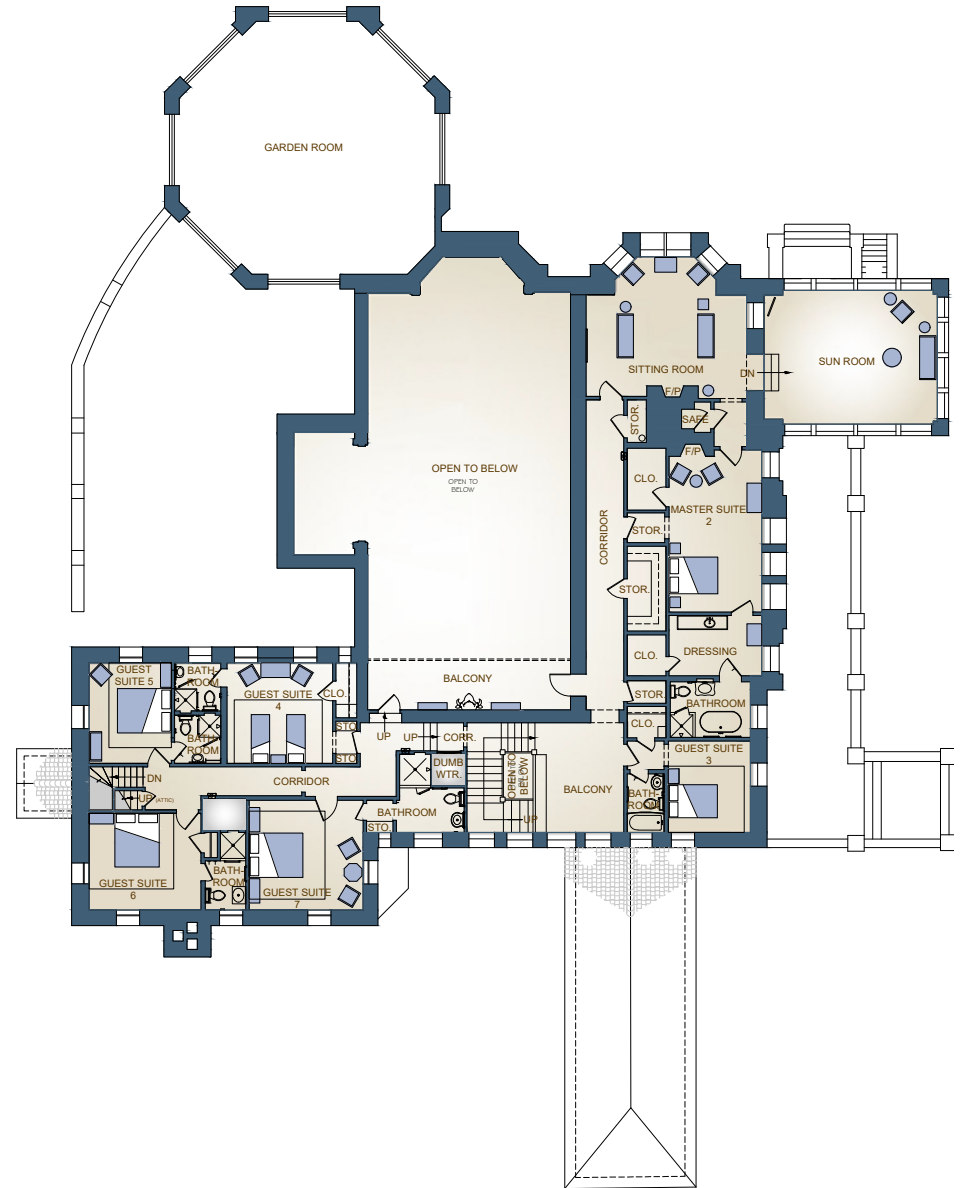 GARDEN ROOM
SUN ROOM
SITTING ROOM
DN
F/P
STOR.
SAFE
F/P
CLO.
OPEN TO BELOW
OPEN TO
BELOW
MASTER SUITE
2
CORRIDOR
STOR.
STOR.
DRESSING
CLO.
GUEST
SUITE 5
BATH-
ROOM
GUEST SUITE
4
CLO.
BALCONY
STOR.
BATHROOM
CLO.
STO.
UP
UP
CORR.
BATH-
ROOM
STO.
GUEST SUITE
3
DN
CORRIDOR
DUMB
WTR.
OPEN TO
BELOW
BALCONY
UP
(ATTIC)
BATHROOM
STO.
UP
BATH-
ROOM
GUEST SUITE
6
BATH-
ROOM
GUEST SUITE
7